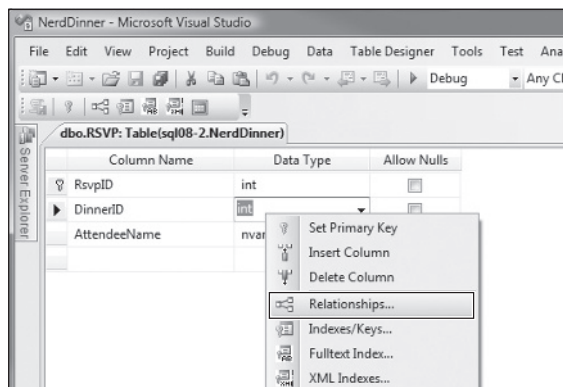 NerdDinner - Microsoft Visual Studio
File Edit View Project Build Debug Data Table Designer Tools Test
Debug Any
dbo.RSVP: Table(sql08-2.NerdDinner)
Server Explorer
Column Name Data Type Allow Nulls
RsvpID int
DinnerID int
AttendeeName
Set Primary Key
Insert Column
Delete Column
Relationships...
Indexes/Keys...
Fulltext Index...
XML Indexes...